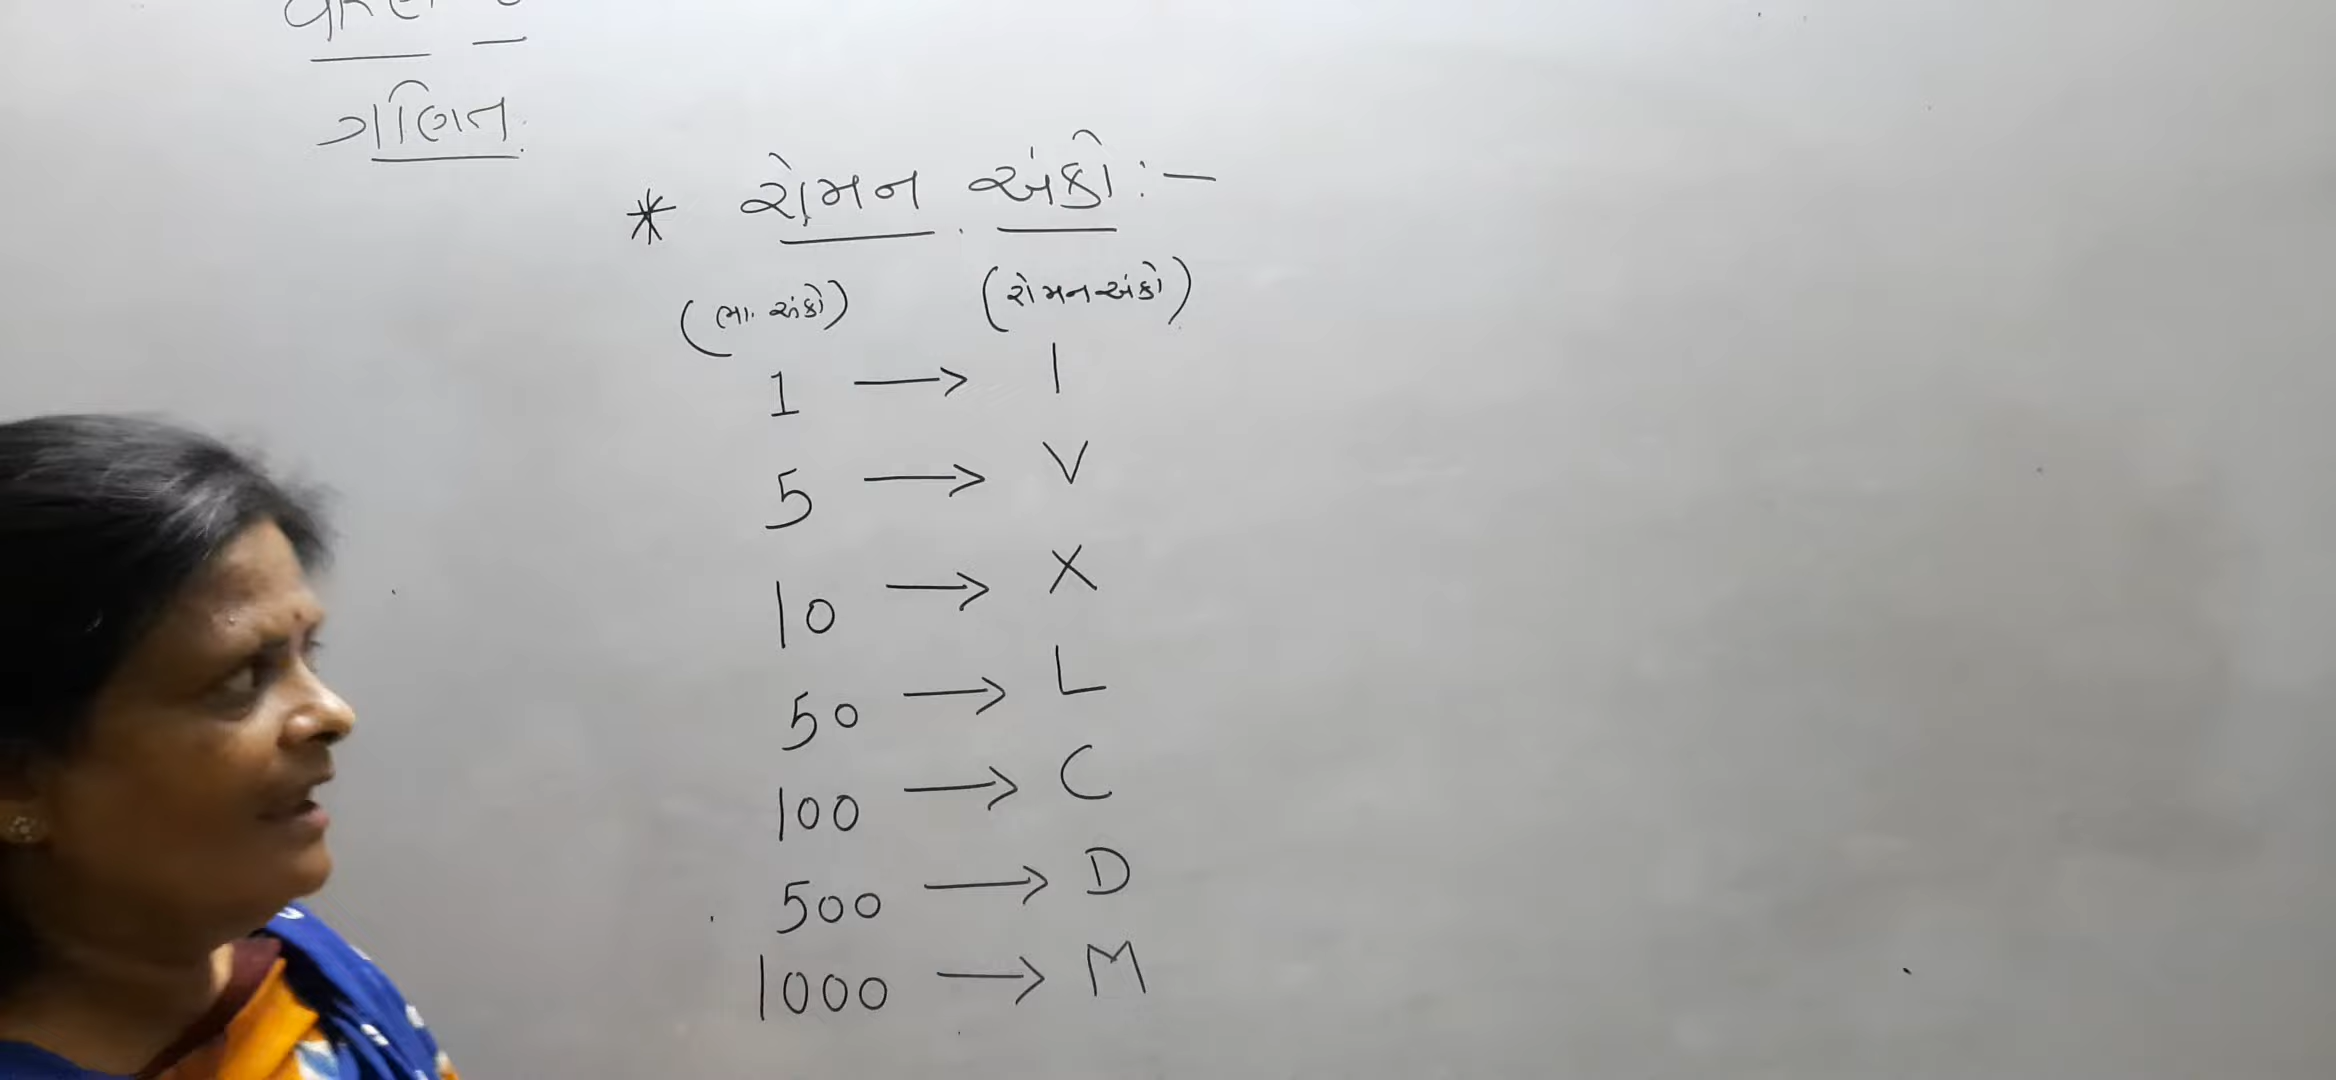 ગણિત.
* રોમન અંકો :-
(ભા. અંકો) (રોમન અંકો)
1 → I
5 → V
10 → X
50 → L
100 → C
500 → D
1000 → M